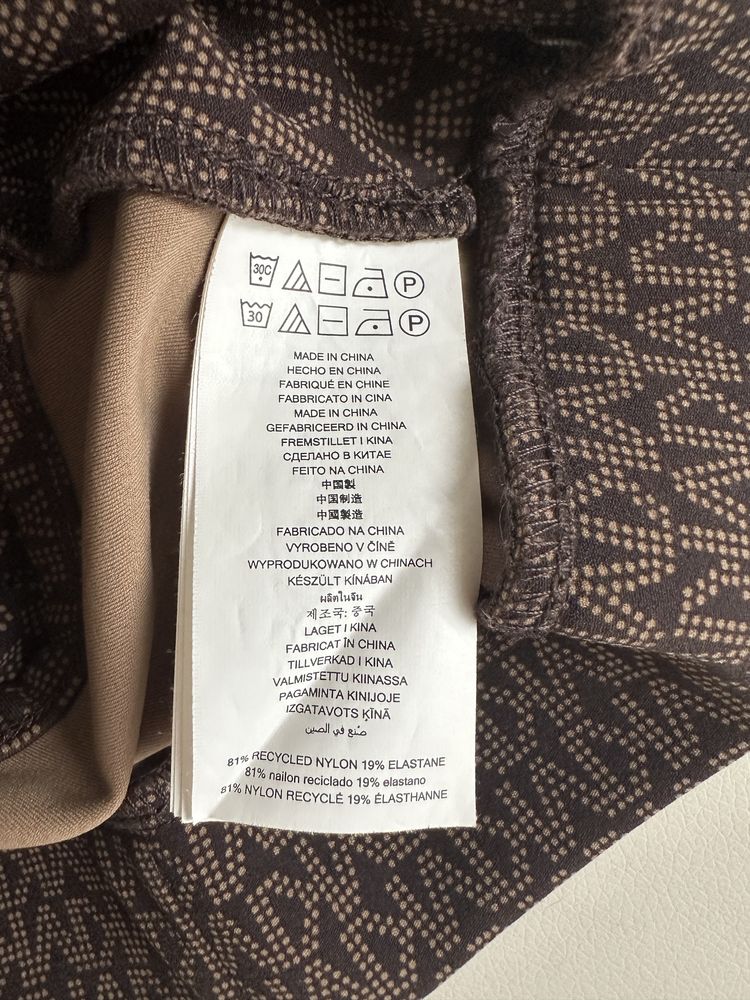 30C P
30 P
MADE IN CHINA
HECHO EN CHINA
FABRIQUÉ EN CHINE
FABBRICATO IN CINA
MADE IN CHINA
GEFABRICEERD IN CHINA
FREMSTILLET I KINA
СДЕЛАНО В КИТАЕ
FEITO NA CHINA
中国製
中国制造
中國製造
FABRICADO NA CHINA
VYROBENO V ČÍNĚ
WYPRODUKOWANO W CHINACH
KÉSZÜLT KÍNÁBAN
ผลิตในจีน
제조국: 중국
LAGET I KINA
FABRICAT ÎN CHINA
TILLVERKAD I KINA
VALMISTETTU KIINASSA
PAGAMINTA KINIJOJE
IZGATAVOTS ĶĪNĀ
صُنع في الصين
81% RECYCLED NYLON 19% ELASTANE
81% nailon reciclado 19% elastano
81% NYLON RECYCLÉ 19% ÉLASTHANNE